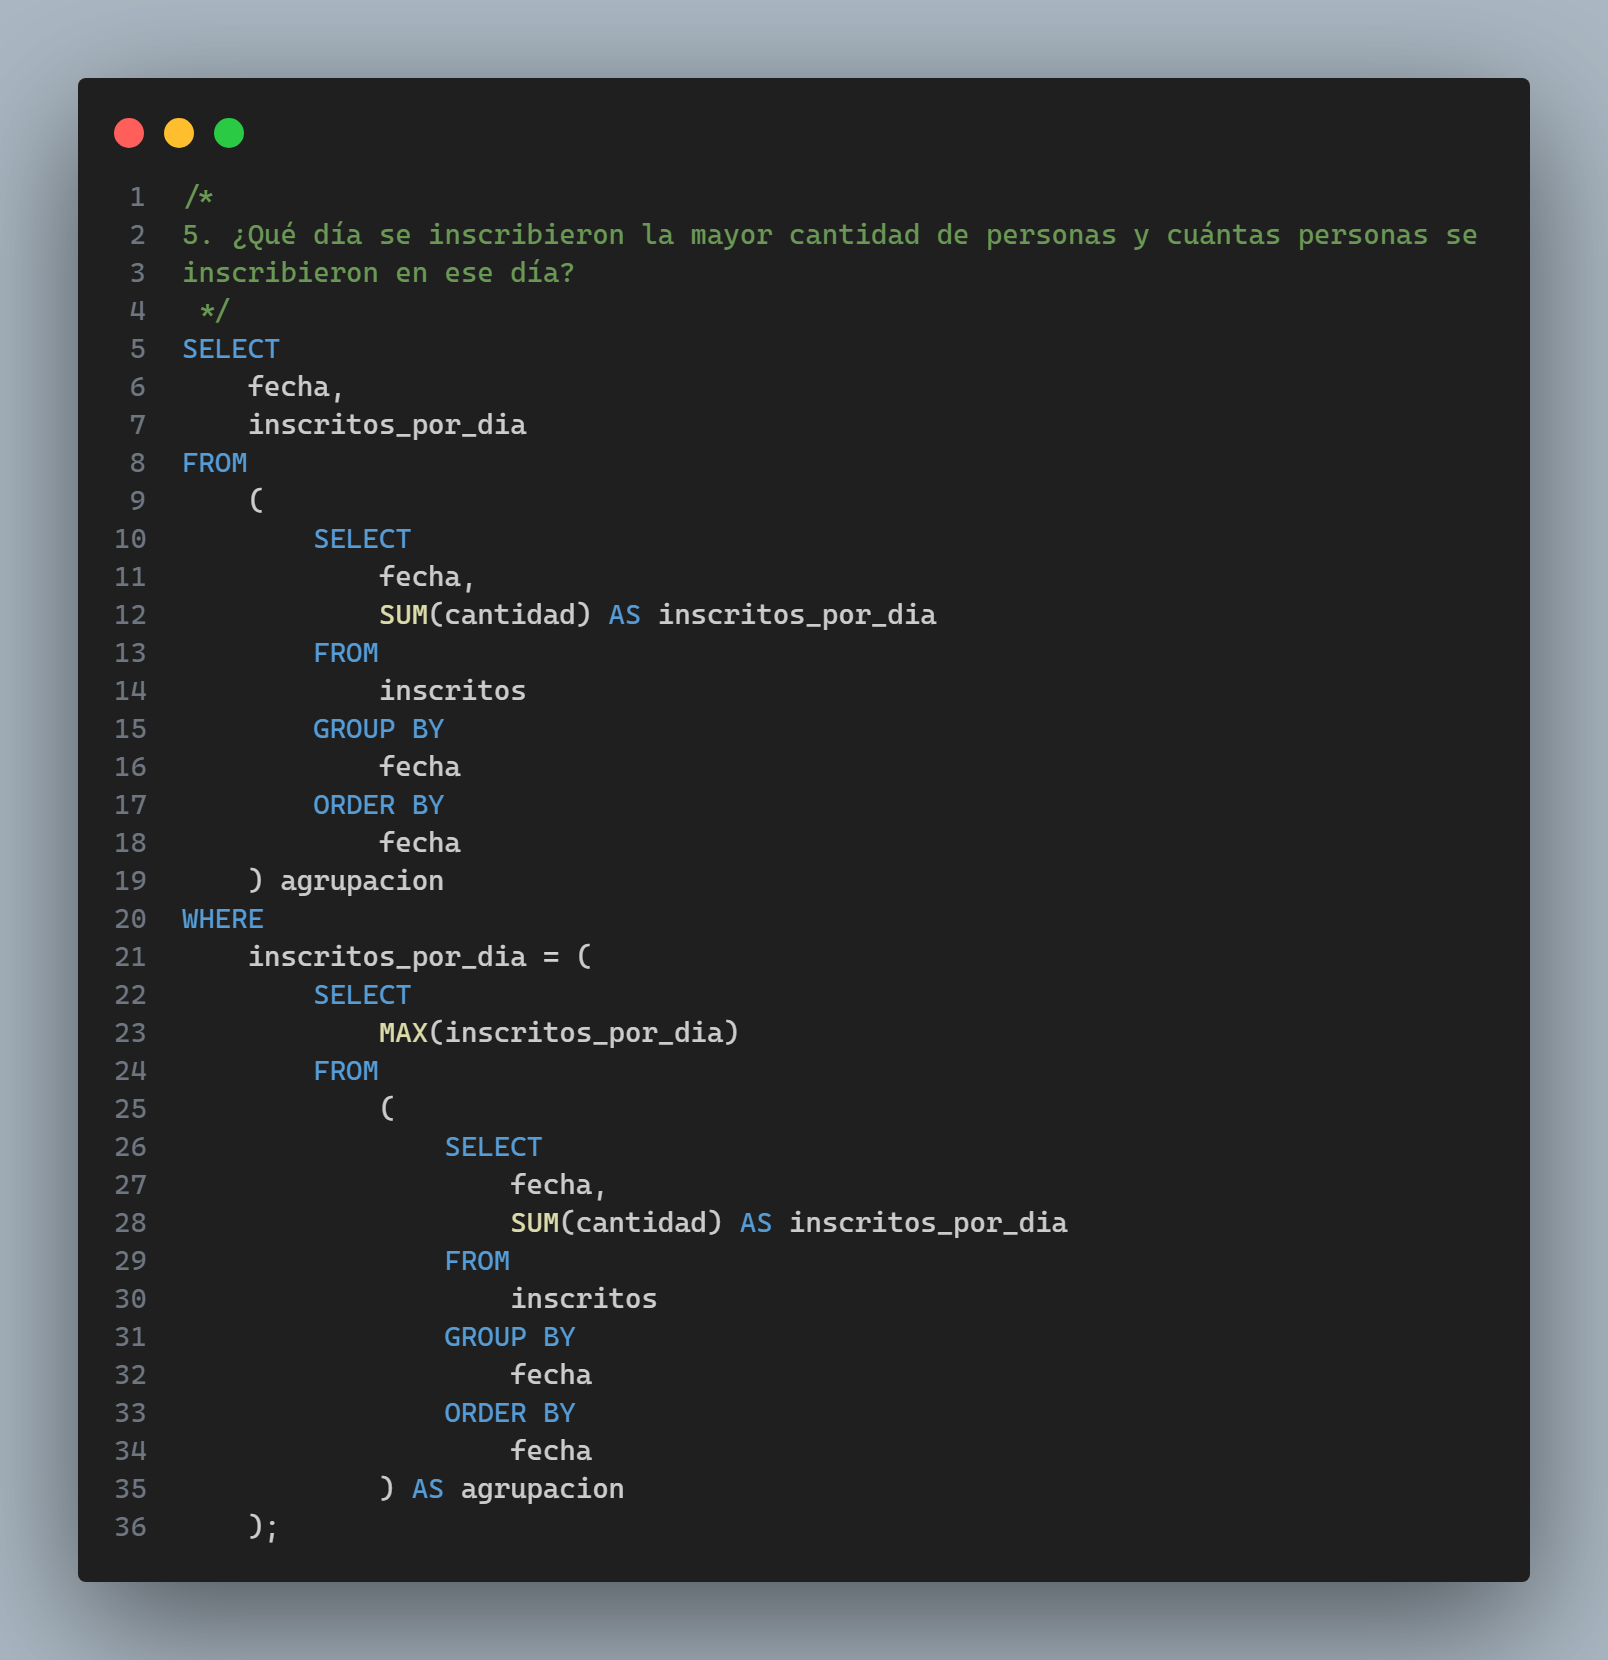 1 /*
2 5. ¿Qué día se inscribieron la mayor cantidad de personas y cuántas personas se
3 inscribieron en ese día?
4  */
5 SELECT
6     fecha,
7     inscritos_por_dia
8 FROM
9     (
10         SELECT
11             fecha,
12             SUM(cantidad) AS inscritos_por_dia
13         FROM
14             inscritos
15         GROUP BY
16             fecha
17         ORDER BY
18             fecha
19     ) agrupacion
20 WHERE
21     inscritos_por_dia = (
22         SELECT
23             MAX(inscritos_por_dia)
24         FROM
25             (
26                 SELECT
27                     fecha,
28                     SUM(cantidad) AS inscritos_por_dia
29                 FROM
30                     inscritos
31                 GROUP BY
32                     fecha
33                 ORDER BY
34                     fecha
35             ) AS agrupacion
36     );